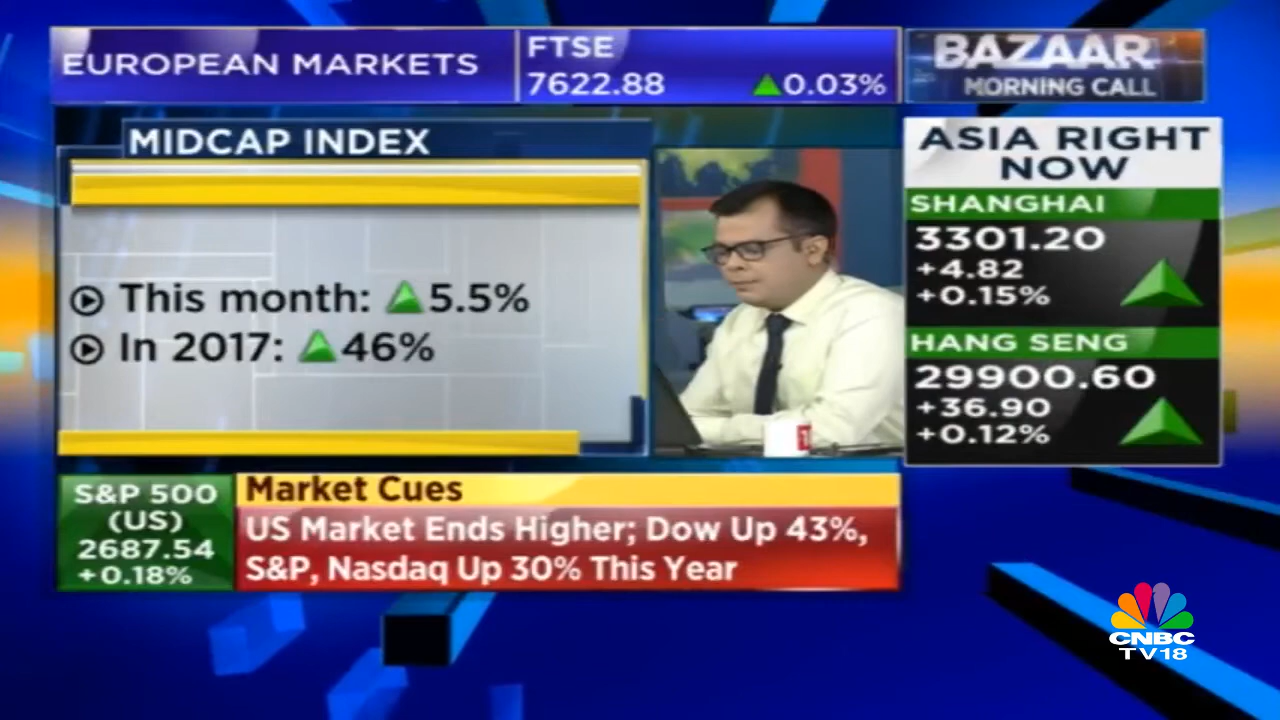 EUROPEAN MARKETS
FTSE
7622.88 ▲0.03%
BAZAAR
MORNING CALL
MIDCAP INDEX
This month: ▲5.5%
In 2017: ▲46%
ASIA RIGHT
NOW
SHANGHAI
3301.20
+4.82
+0.15%
HANG SENG
29900.60
+36.90
+0.12%
S&P 500
(US)
2687.54
+0.18%
Market Cues
US Market Ends Higher; Dow Up 43%,
S&P, Nasdaq Up 30% This Year
1
CNBC
TV18